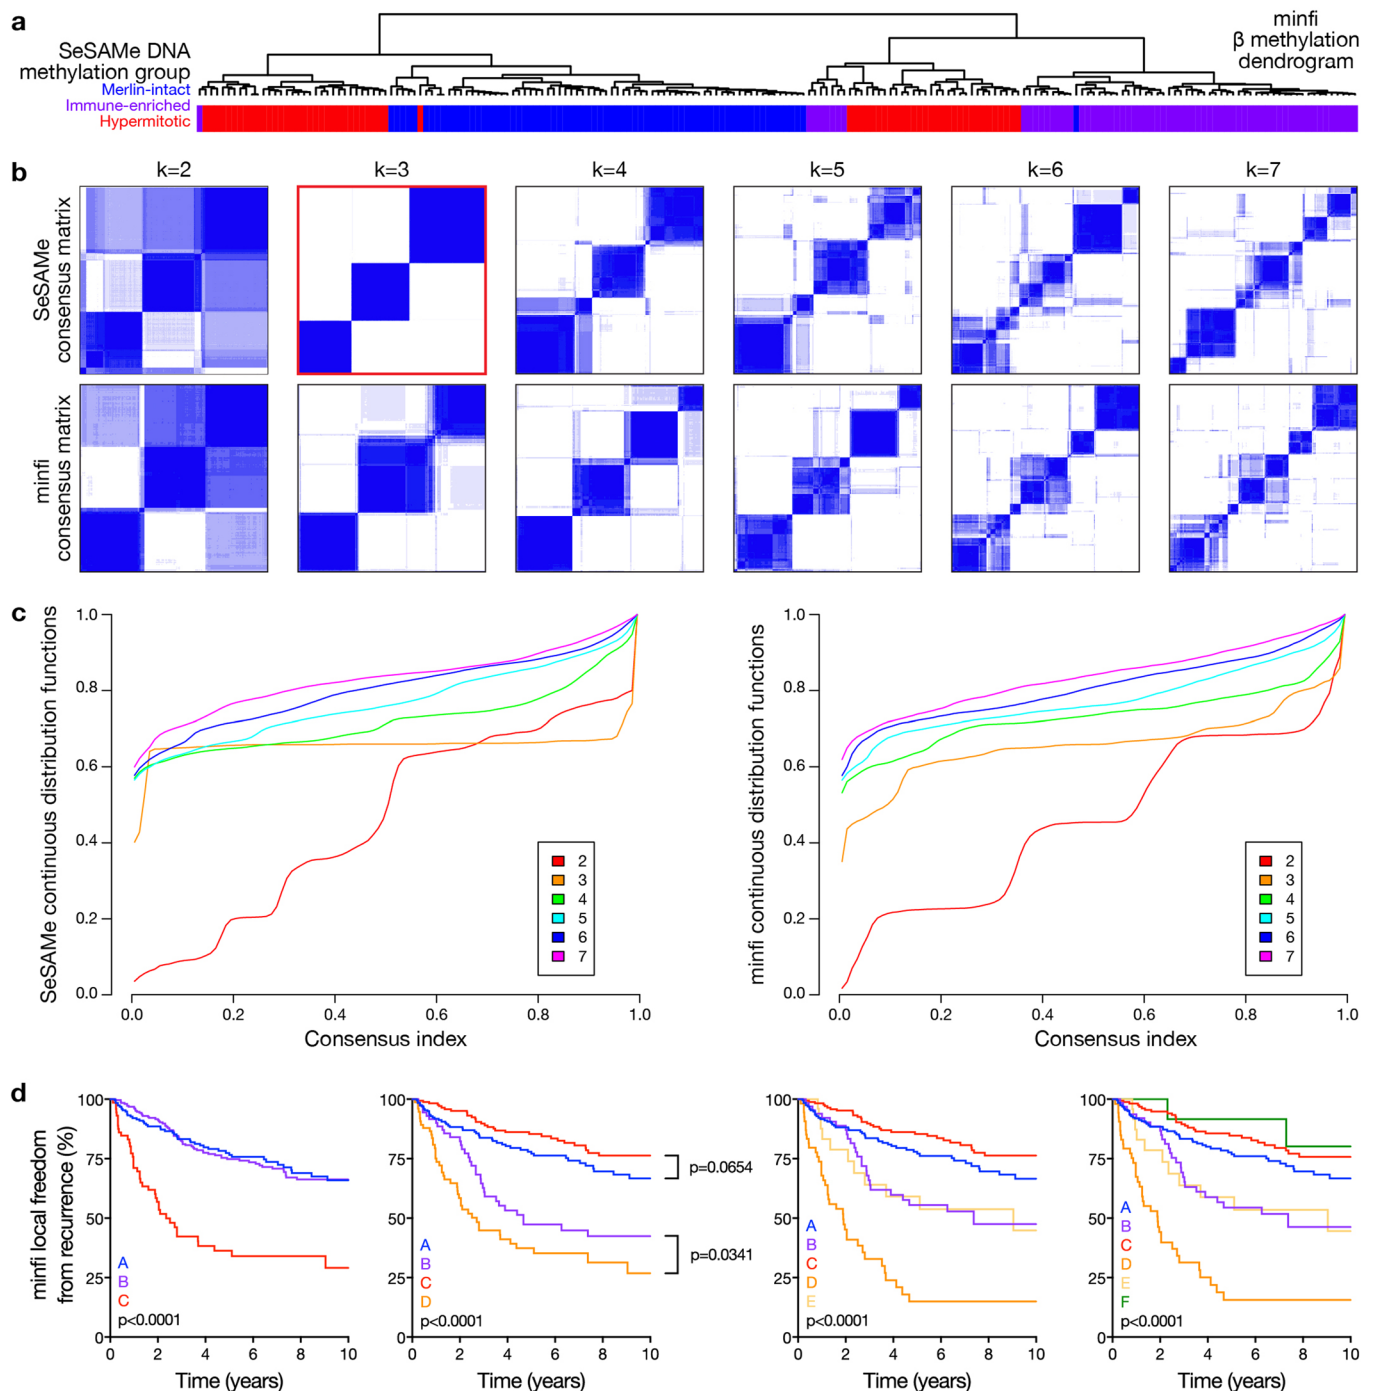 a
SeSAMe DNA
methylation group
Merlin-intact
Immune-enriched
Hypermitotic
minfi
β methylation
dendrogram
b
k=2
k=3
k=4
k=5
k=6
k=7
SeSAMe
consensus matrix
minfi
consensus matrix
c
SeSAMe continuous distribution functions
1.0
0.8
0.6
0.4
0.2
0.0
0.0 0.2 0.4 0.6 0.8 1.0
Consensus index
2
3
4
5
6
7
minfi continuous distribution functions
1.0
0.8
0.6
0.4
0.2
0.0
0.0 0.2 0.4 0.6 0.8 1.0
Consensus index
2
3
4
5
6
7
d
minfi local freedom
from recurrence (%)
100
75
50
25
0
A
B
C
p<0.0001
0 2 4 6 8 10
Time (years)
100
75
50
25
0
A
B
C
D
p<0.0001
p=0.0654
p=0.0341
0 2 4 6 8 10
Time (years)
100
75
50
25
0
A
B
C
D
E
p<0.0001
0 2 4 6 8 10
Time (years)
100
75
50
25
0
A
B
C
D
E
F
p<0.0001
0 2 4 6 8 10
Time (years)